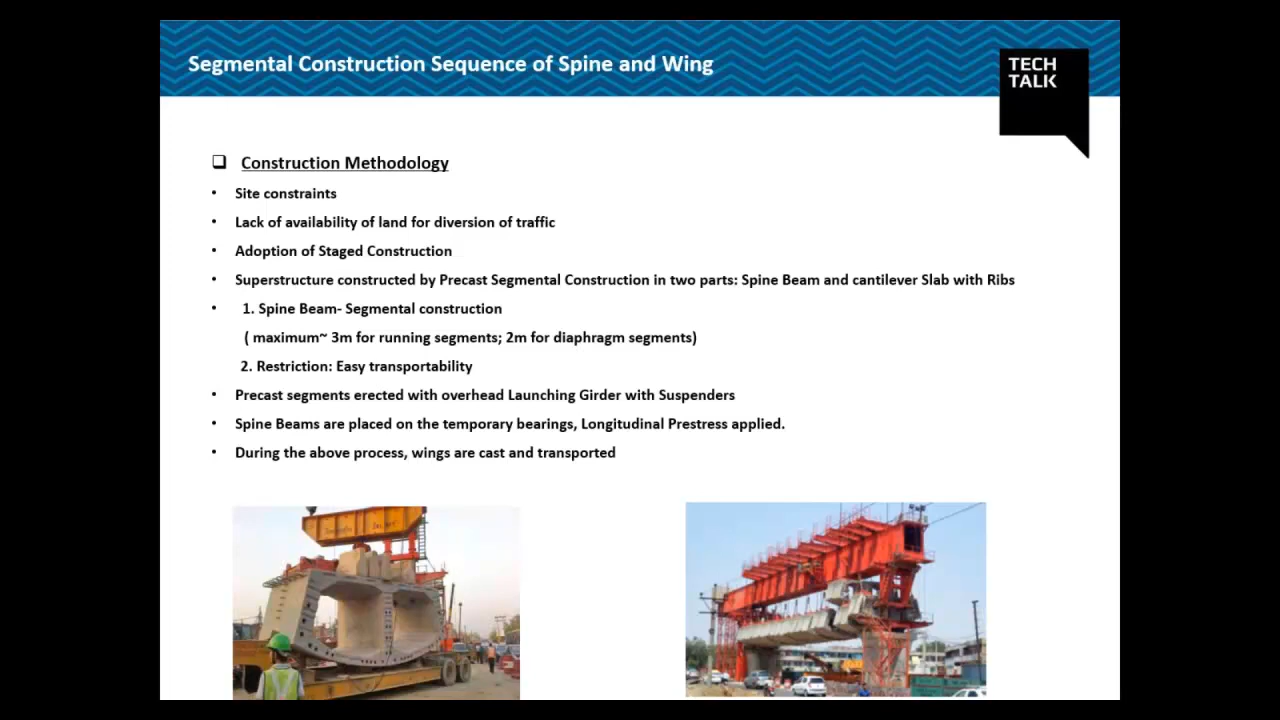 Segmental Construction Sequence of Spine and Wing
TECH
TALK
Construction Methodology
Site constraints
Lack of availability of land for diversion of traffic
Adoption of Staged Construction
Superstructure constructed by Precast Segmental Construction in two parts: Spine Beam and cantilever Slab with Ribs
1. Spine Beam- Segmental construction
( maximum~ 3m for running segments; 2m for diaphragm segments)
2. Restriction: Easy transportability
Precast segments erected with overhead Launching Girder with Suspenders
Spine Beams are placed on the temporary bearings, Longitudinal Prestress applied.
During the above process, wings are cast and transported